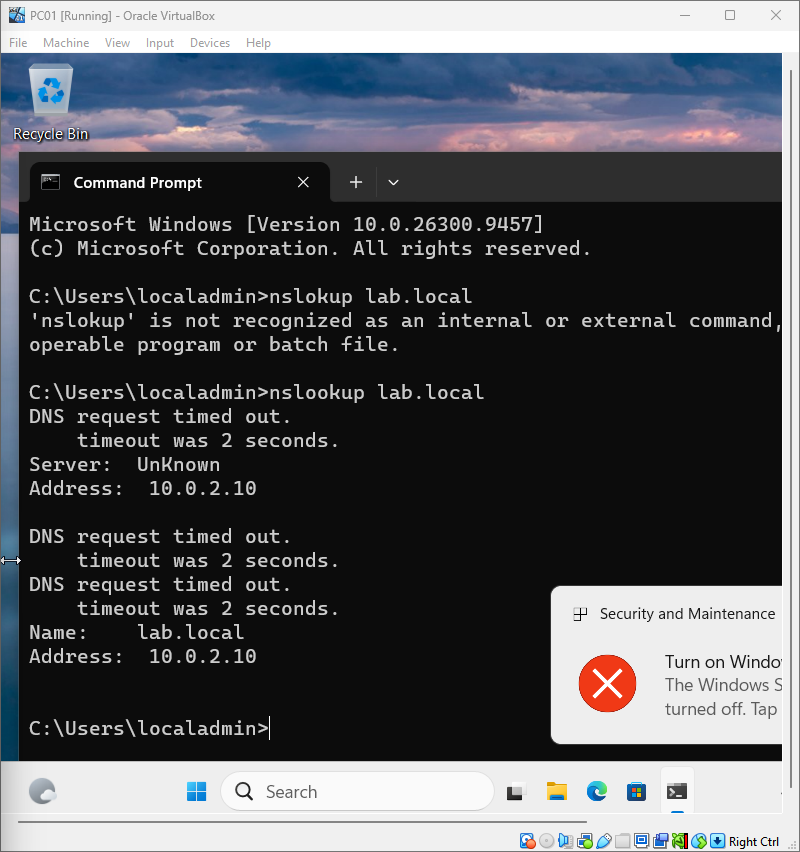 PC01 [Running] - Oracle VirtualBox
File Machine View Input Devices Help
Recycle Bin
Command Prompt
Microsoft Windows [Version 10.0.26300.9457]
(c) Microsoft Corporation. All rights reserved.
C:\Users\localadmin>nslokup lab.local
'nslokup' is not recognized as an internal or external command,
operable program or batch file.
C:\Users\localadmin>nslookup lab.local
DNS request timed out.
timeout was 2 seconds.
Server: UnKnown
Address: 10.0.2.10
DNS request timed out.
timeout was 2 seconds.
DNS request timed out.
timeout was 2 seconds.
Name: lab.local
Address: 10.0.2.10
C:\Users\localadmin>
Security and Maintenance
Turn on Windo
The Windows S
turned off. Tap
Search
Right Ctrl